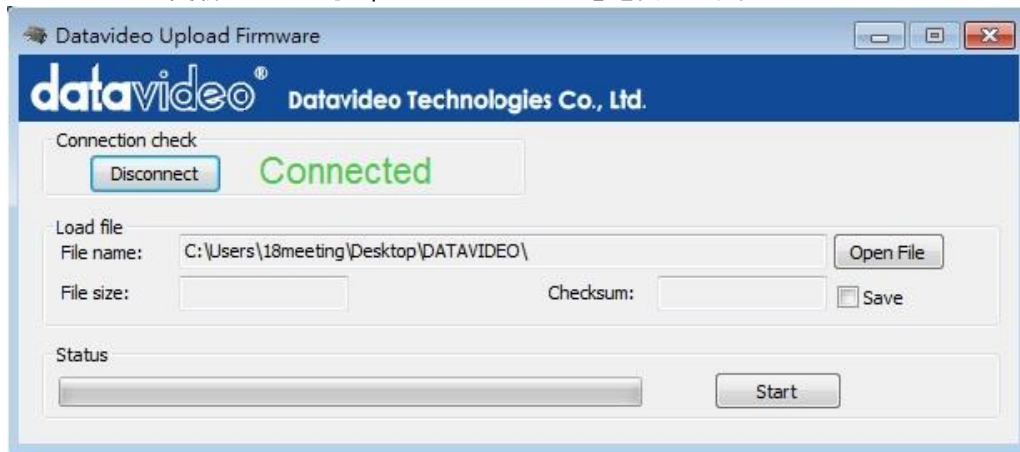 Datavideo Upload Firmware
datavideo® Datavideo Technologies Co., Ltd.
Connection check
Disconnect Connected
Load file
File name: C:\Users\18meeting\Desktop\DATAVIDEO\ Open File
File size: Checksum: Save
Status
Start